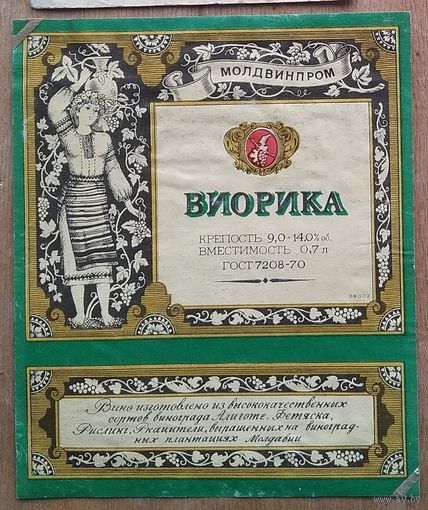 МОЛДВИНПРОМ
ВИОРИКА
КРЕПОСТЬ 9,0-14,0% об.
ВМЕСТИМОСТЬ 0,7 л
ГОСТ 7208-70
Вино изготовлено из высококачественных
сортов винограда Алиготе, Фетяска,
Рислинг, Ркацители, выращенных на виноград-
ных плантациях Молдавии